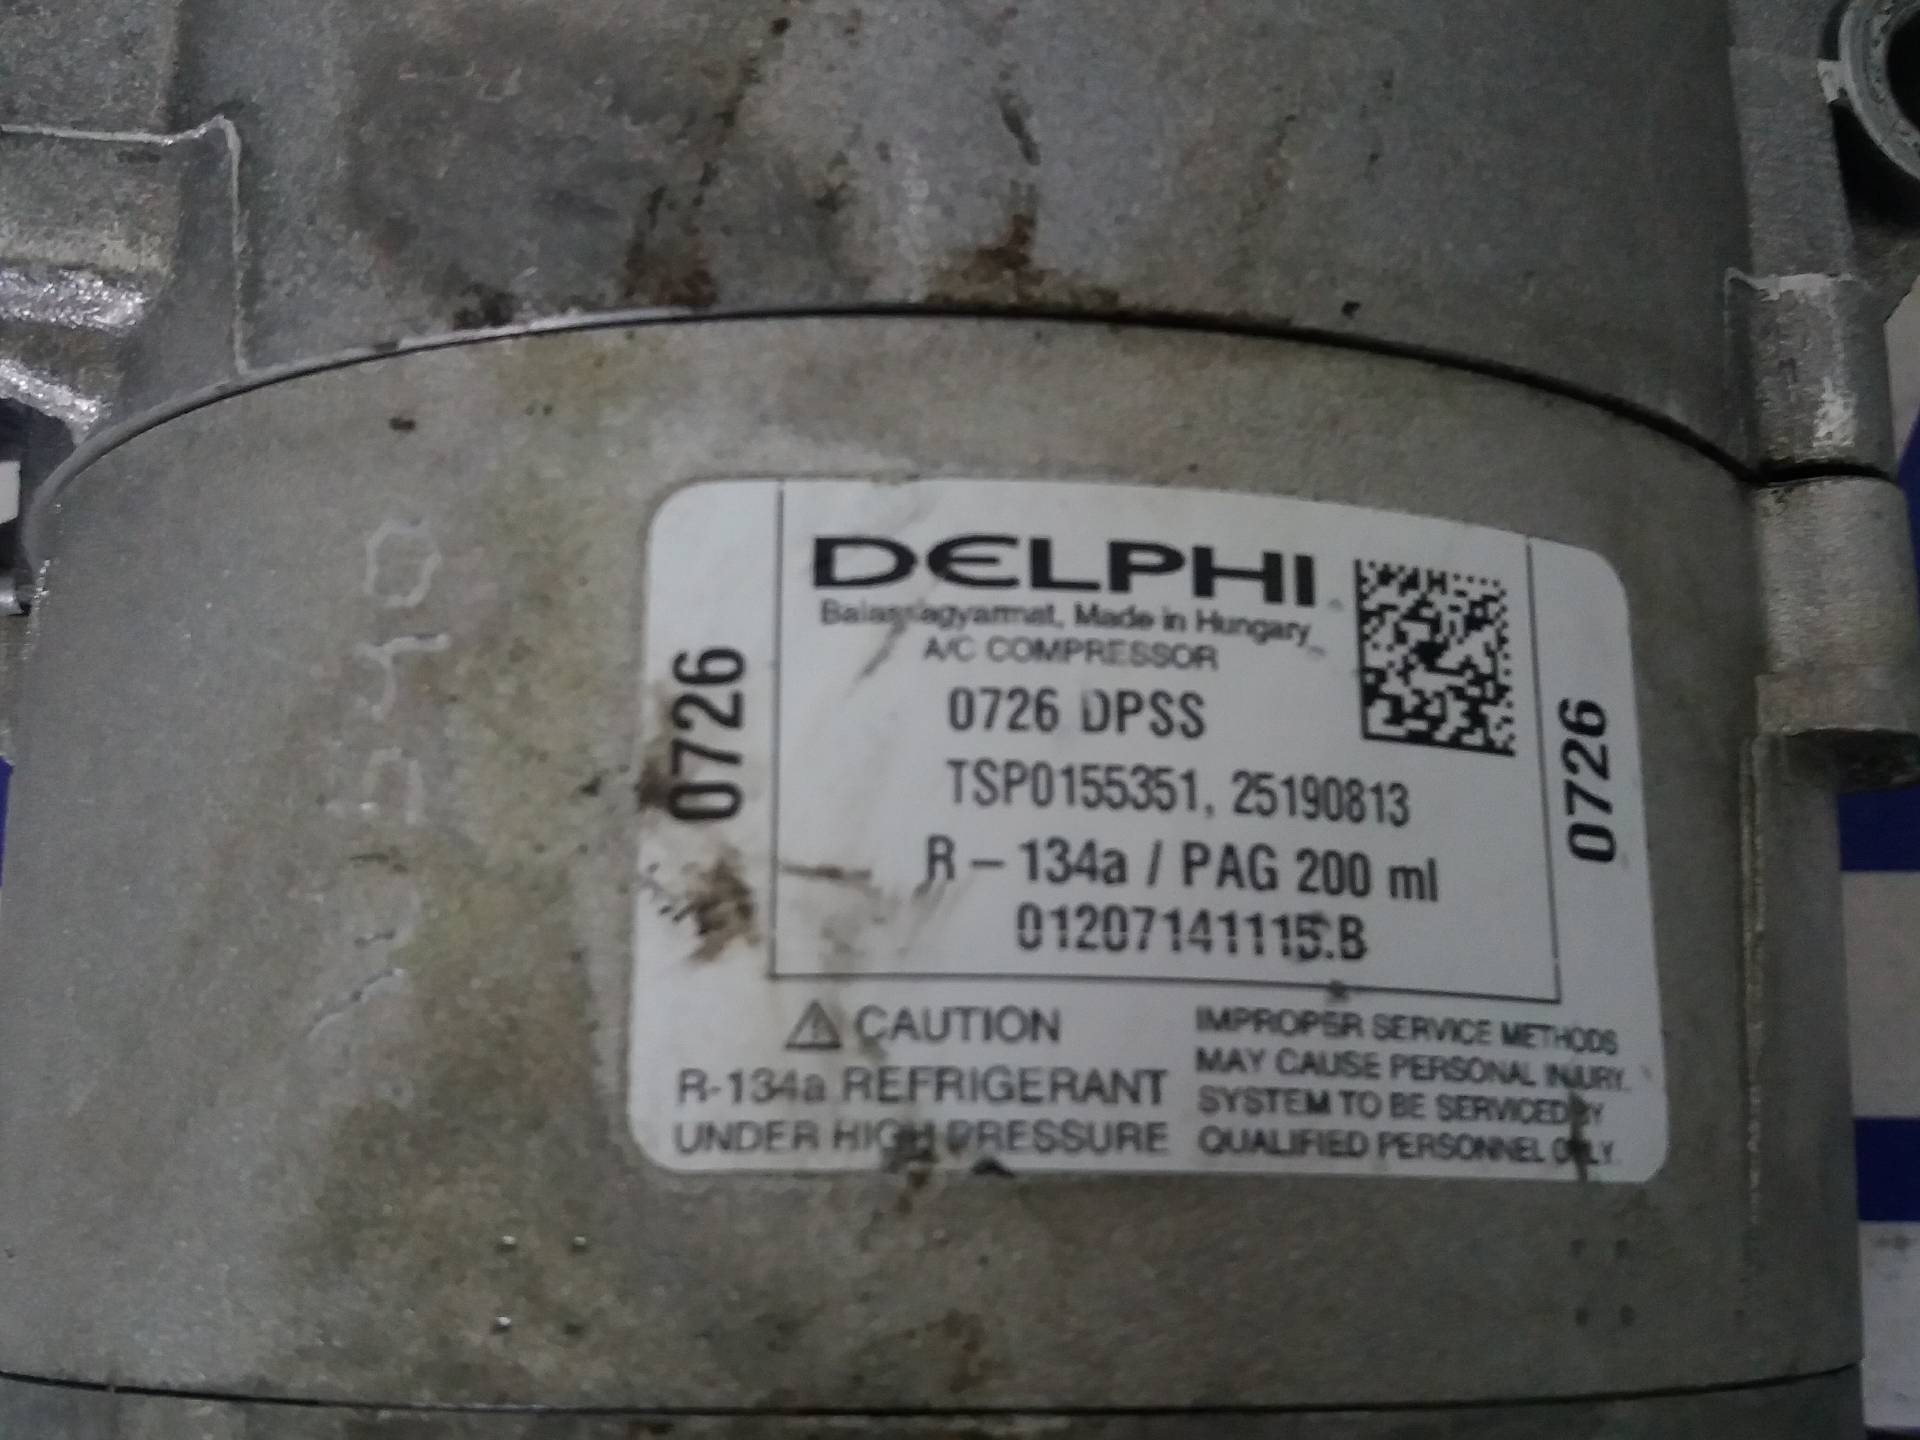 DELPHI
Balassagyarmat, Made in Hungary
A/C COMPRESSOR
0726
0726 DPSS
0726
TSP0155351, 25190813
R - 134a / PAG 200 ml
01207141115.B
CAUTION
R-134a REFRIGERANT
UNDER HIGH PRESSURE
IMPROPER SERVICE METHODS
MAY CAUSE PERSONAL INJURY.
SYSTEM TO BE SERVICED BY
QUALIFIED PERSONNEL ONLY.